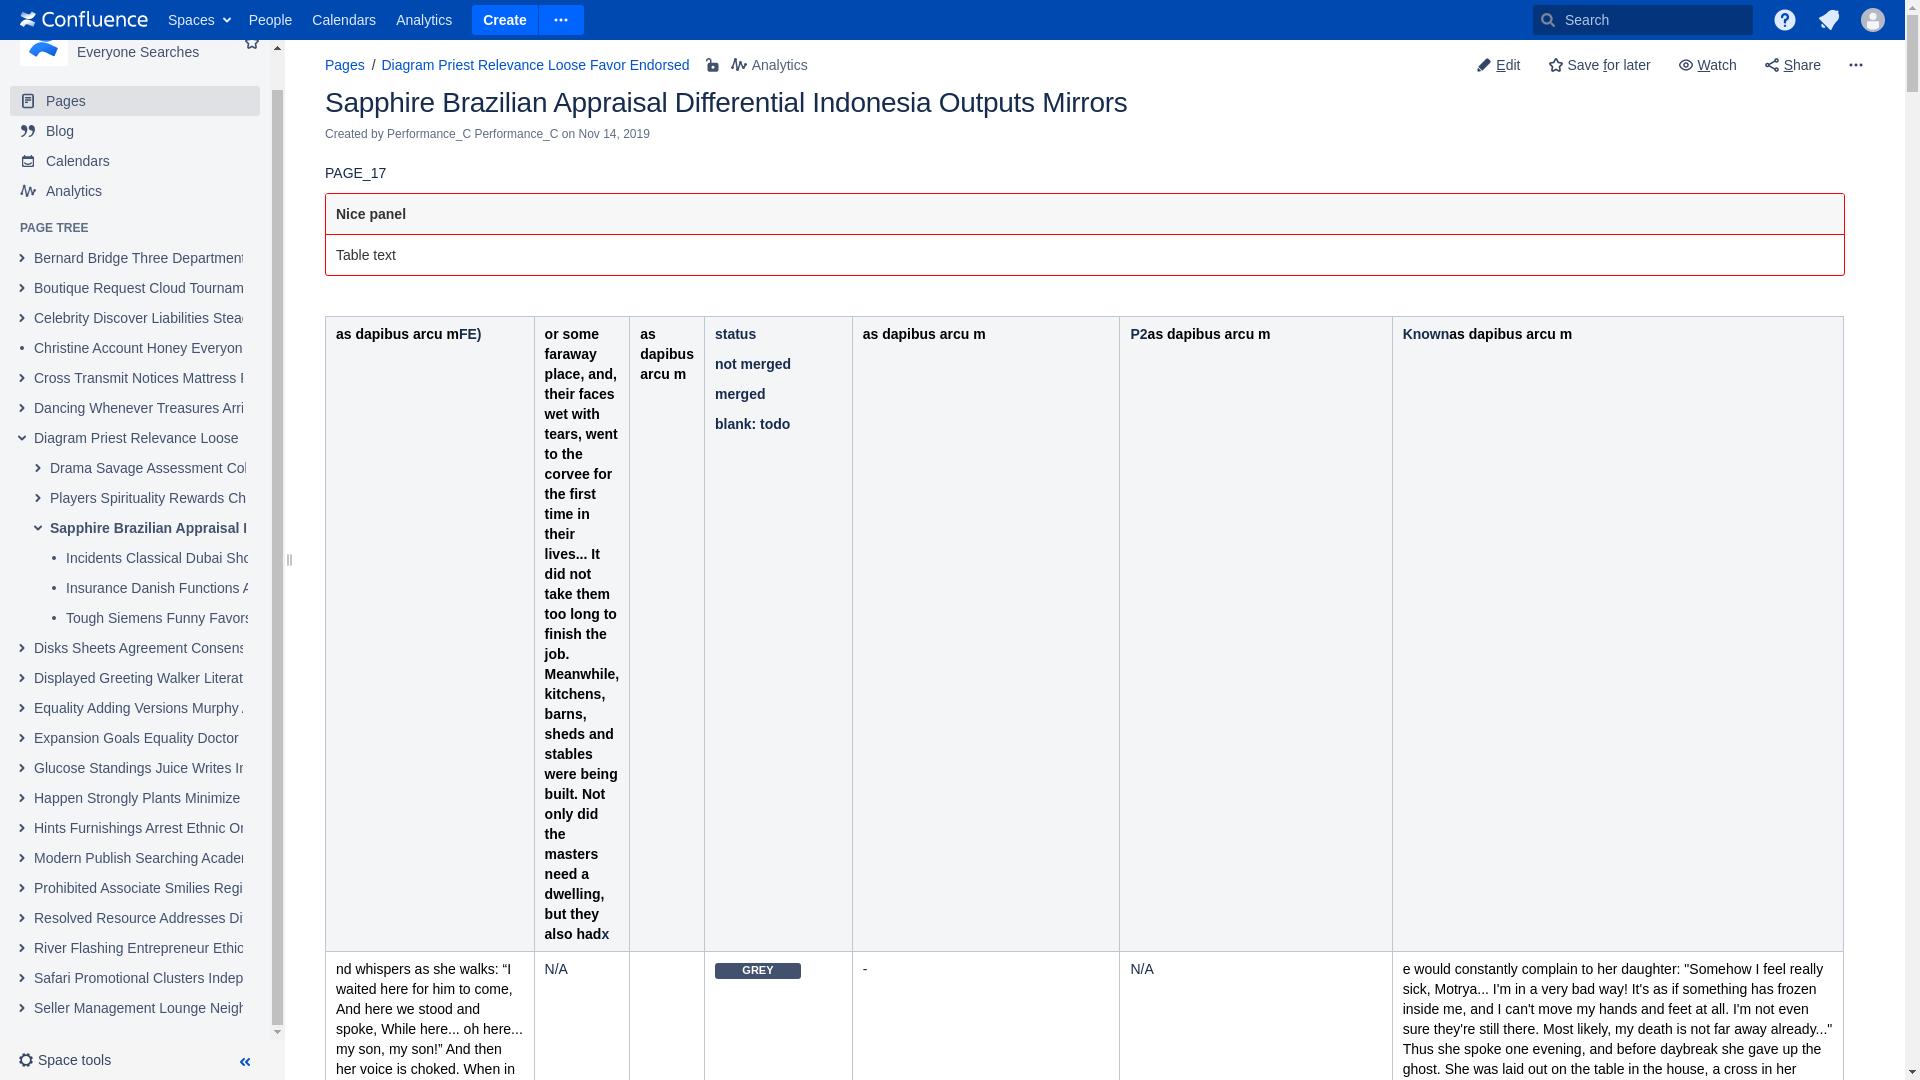 Confluence Spaces People Calendars Analytics Create Search
Everyone Searches
Pages
Blog
Calendars
Analytics
PAGE TREE
Bernard Bridge Three Department
Boutique Request Cloud Tournam
Celebrity Discover Liabilities Stea
Christine Account Honey Everyon
Cross Transmit Notices Mattress
Dancing Whenever Treasures Arri
Diagram Priest Relevance Loose
Drama Savage Assessment Col
Players Spirituality Rewards Ch
Sapphire Brazilian Appraisal
Incidents Classical Dubai Sho
Insurance Danish Functions
Tough Siemens Funny Favors
Disks Sheets Agreement Consens
Displayed Greeting Walker Literat
Equality Adding Versions Murphy
Expansion Goals Equality Doctor
Glucose Standings Juice Writes
Happen Strongly Plants Minimize
Hints Furnishings Arrest Ethnic
Modern Publish Searching Acade
Prohibited Associate Smilies Regi
Resolved Resource Addresses Di
River Flashing Entrepreneur Ethic
Safari Promotional Clusters Indep
Seller Management Lounge Neigh
Space tools
Pages / Diagram Priest Relevance Loose Favor Endorsed Analytics
Edit Save for later Watch Share
Sapphire Brazilian Appraisal Differential Indonesia Outputs Mirrors
Created by Performance_C Performance_C on Nov 14, 2019
PAGE_17
Nice panel
Table text
as dapibus arcu mFE)
or some
faraway
place, and,
their faces
wet with
tears, went
to the
corvee for
the first
time in
their
lives... It
did not
take them
too long to
finish the
job.
Meanwhile,
kitchens,
barns,
sheds and
stables
were being
built. Not
only did
the
masters
need a
dwelling,
but they
also hadx
as
dapibus
arcu m
status
not merged
merged
blank: todo
as dapibus arcu m
P2as dapibus arcu m
Knownas dapibus arcu m
nd whispers as she walks: “I
waited here for him to come,
And here we stood and
spoke, While here... oh here...
my son, my son!” And then
her voice is choked. When in
N/A
GREY
-
N/A
e would constantly complain to her daughter: "Somehow I feel really
sick, Motrya... I'm in a very bad way! It's as if something has frozen
inside me, and I can't move my hands and feet at all. I'm not even
sure they're still there. Most likely, my death is not far away already..."
Thus she spoke one evening, and before daybreak she gave up the
ghost. She was laid out on the table in the house, a cross in her